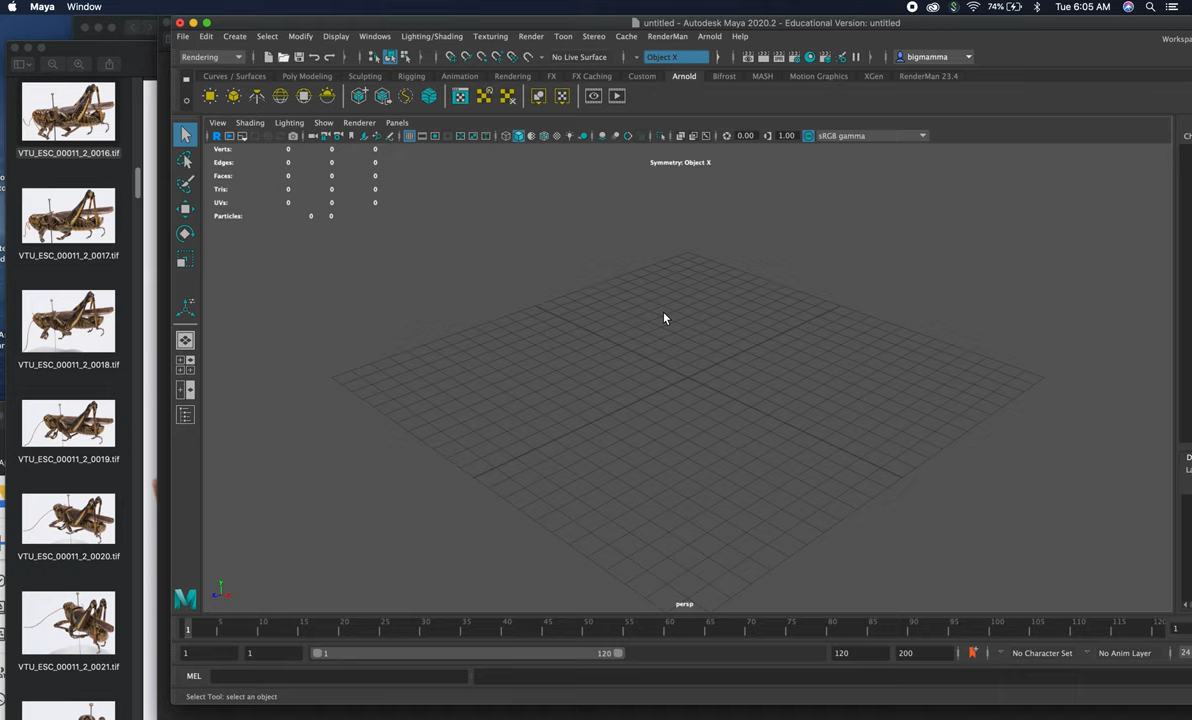 Maya Window 74% Tue 6:05 AM
untitled - Autodesk Maya 2020.2 - Educational Version: untitled
File Edit Create Select Modify Display Windows Lighting/Shading Texturing Render Toon Stereo Cache RenderMan Arnold Help Workspa
Rendering No Live Surface Object X bigmamma
Curves / Surfaces Poly Modeling Sculpting Rigging Animation Rendering FX FX Caching Custom Arnold Bifrost MASH Motion Graphics XGen RenderMan 23.4
View Shading Lighting Show Renderer Panels
0.00 1.00 sRGB gamma
Verts: 0 0 0
Edges: 0 0 0
Faces: 0 0 0
Tris: 0 0 0
UVs: 0 0 0
Particles: 0 0
Symmetry: Object X
VTU_ESC_00011_2_0016.tif
VTU_ESC_00011_2_0017.tif
VTU_ESC_00011_2_0018.tif
VTU_ESC_00011_2_0019.tif
VTU_ESC_00011_2_0020.tif
VTU_ESC_00011_2_0021.tif
persp
1 5 10 15 20 25 30 35 40 45 50 55 60 65 70 75 80 85 90 95 100 105 110 115 120 1
1 1 1 120 120 200 No Character Set No Anim Layer 24
MEL
Select Tool: select an object